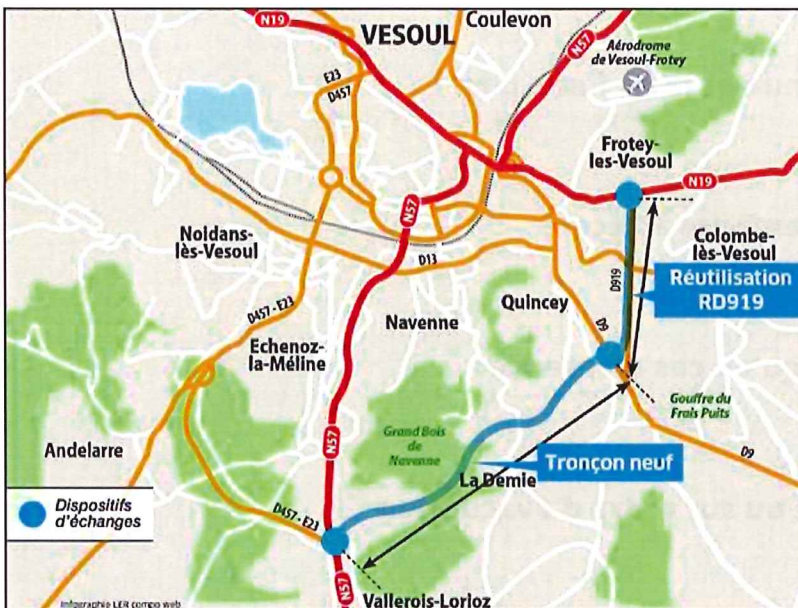 N19
Coulevon
VESOUL
N57
N57
Aérodrome
de Vesoul-Frotey
E23
D457
Frotey-
les-Vesoul
N19
N57
Noidans-
lès-Vesoul
D13
Colombe-
lès-Vesoul
D919
Réutilisation
RD919
D457 - E23
Navenne
Quincey
D9
Echenoz-
la-Méline
Gouffre du
Frais Puits
Andelarre
N57
Grand Bois
de
Navenne
Tronçon neuf
D9
La Demie
Dispositifs
d'échanges
D457 - E23
N57
Vallerois-Lorioz
Infographie LER compo web